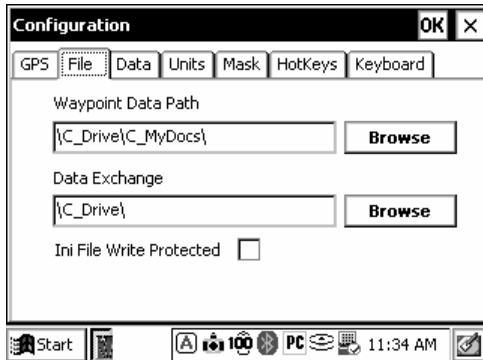 Configuration OK ×
GPS File Data Units Mask HotKeys Keyboard
Waypoint Data Path
\C_Drive\C_MyDocs\ Browse
Data Exchange
\C_Drive\ Browse
Ini File Write Protected
Start A 100 PC 11:34 AM